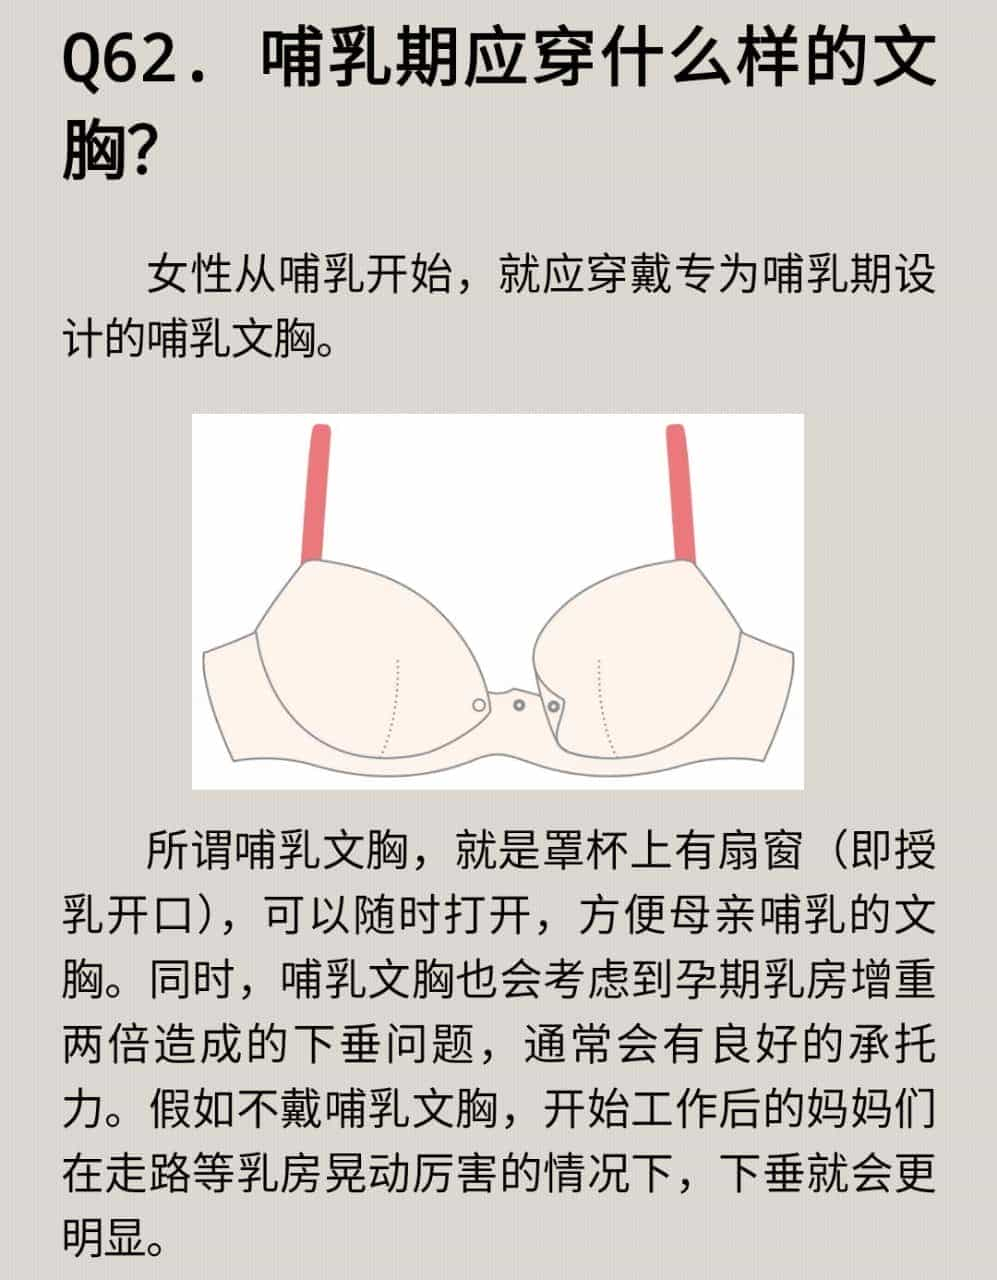 Q62. 哺乳期应穿什么样的文
胸？
女性从哺乳开始，就应穿戴专为哺乳期设
计的哺乳文胸。
所谓哺乳文胸，就是罩杯上有扇窗（即授
乳开口），可以随时打开，方便母亲哺乳的文
胸。同时，哺乳文胸也会考虑到孕期乳房增重
两倍造成的下垂问题，通常会有良好的承托
力。假如不戴哺乳文胸，开始工作后的妈妈们
在走路等乳房晃动厉害的情况下，下垂就会更
明显。